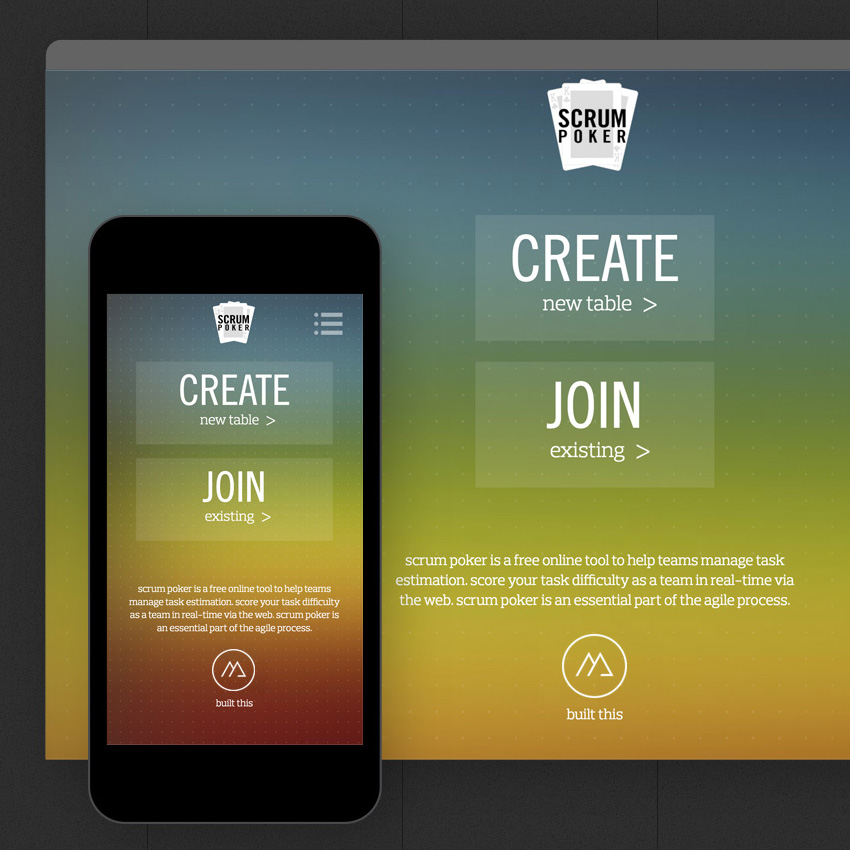 SCRUM
POKER
CREATE
new table >
JOIN
existing >
scrum poker is a free online tool to help teams manage task
estimation. score your task difficulty as a team in real-time via
the web. scrum poker is an essential part of the agile process.
built this
SCRUM
POKER
CREATE
new table >
JOIN
existing >
scrum poker is a free online tool to help teams
manage task estimation. score your task difficulty
as a team in real-time via the web. scrum poker is
an essential part of the agile process.
built this